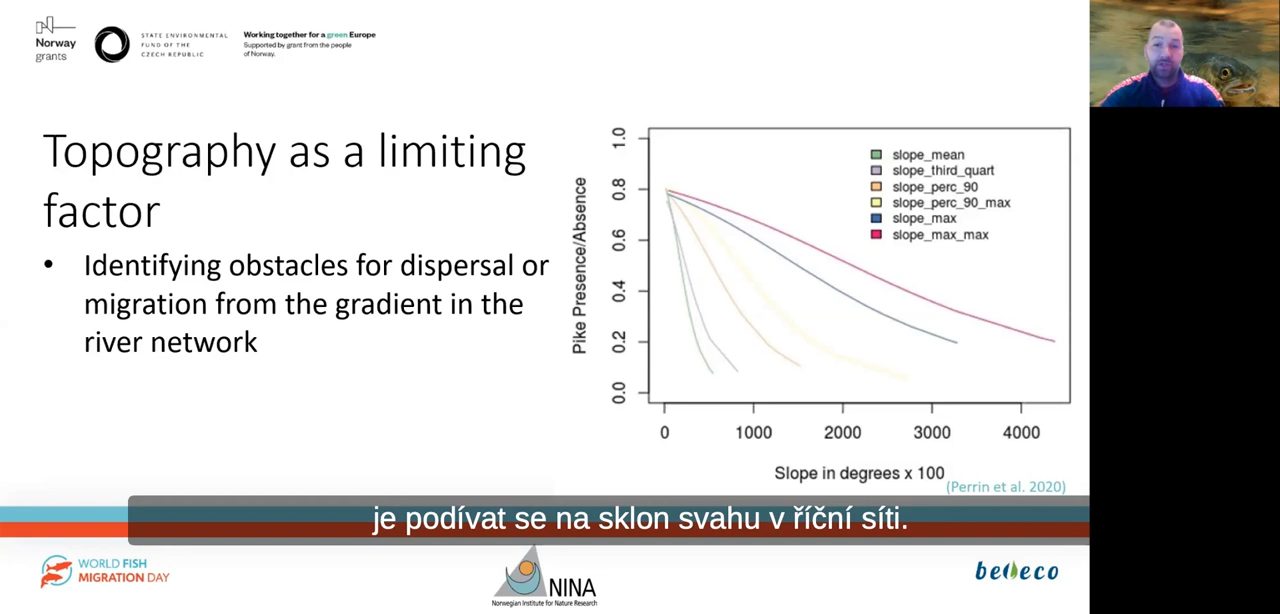 Norway
grants
STATE ENVIRONMENTAL
FUND OF THE
CZECH REPUBLIC
Working together for a green Europe
Supported by grant from the people
of Norway.
Topography as a limiting
factor
• Identifying obstacles for dispersal or
migration from the gradient in the
river network
Pike Presence/Absence
1.0
0.8
0.6
0.4
0.2
0.0
slope_mean
slope_third_quart
slope_perc_90
slope_perc_90_max
slope_max
slope_max_max
0 1000 2000 3000 4000
Slope in degrees x 100
(Perrin et al. 2020)
je podívat se na sklon svahu v říční síti.
WORLD FISH
MIGRATION DAY
NINA
Norwegian Institute for Nature Research
beleco